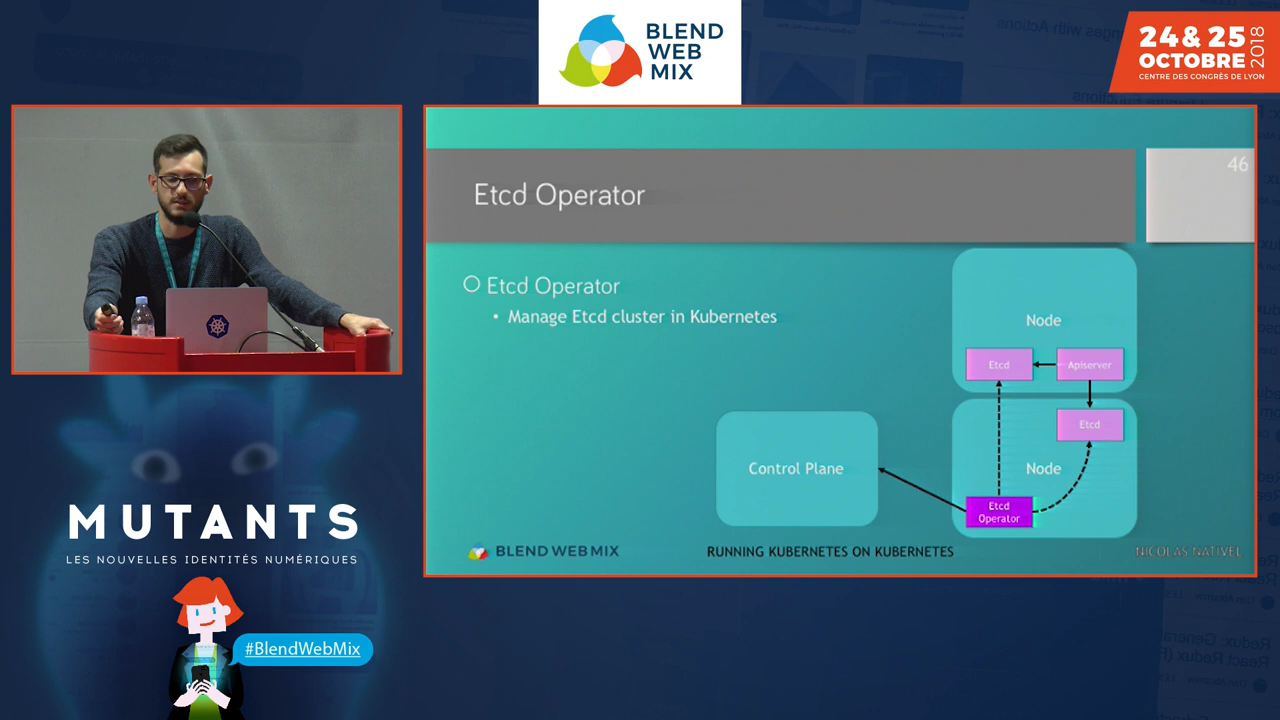 BLEND
WEB
MIX
24 & 25
OCTOBRE
2018
CENTRE DES CONGRÈS DE LYON
46
Etcd Operator
Etcd Operator
• Manage Etcd cluster in Kubernetes
Node
Etcd
Apiserver
Etcd
Control Plane
Node
Etcd
Operator
BLEND WEB MIX
RUNNING KUBERNETES ON KUBERNETES
NICOLAS NATIVEL
MUTANTS
LES NOUVELLES IDENTITÉS NUMÉRIQUES
#BlendWebMix